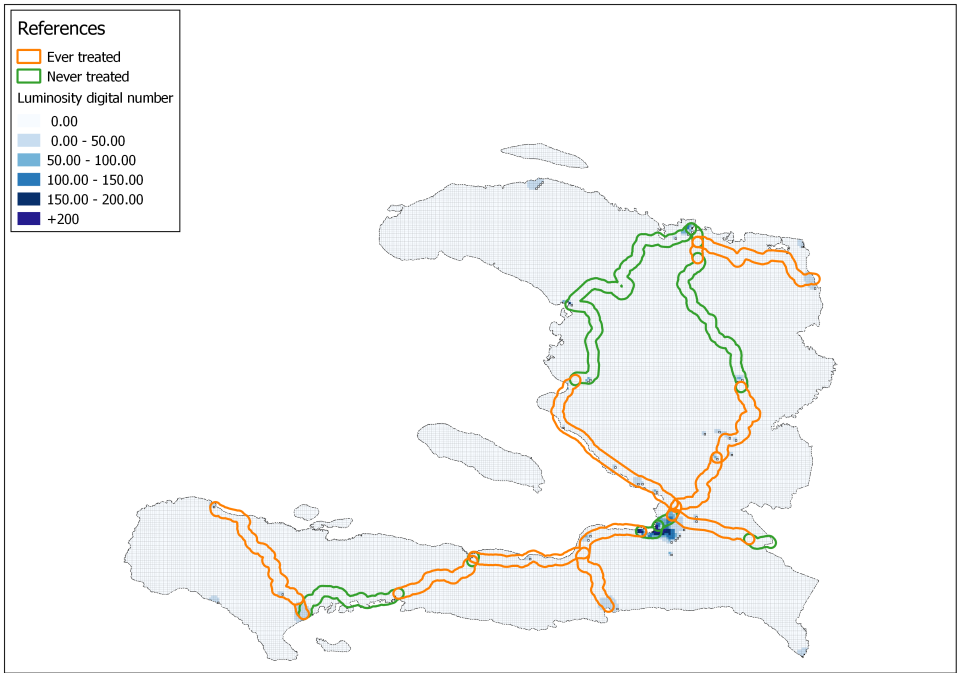 References
Ever treated
Never treated
Luminosity digital number
0.00
0.00 - 50.00
50.00 - 100.00
100.00 - 150.00
150.00 - 200.00
+200